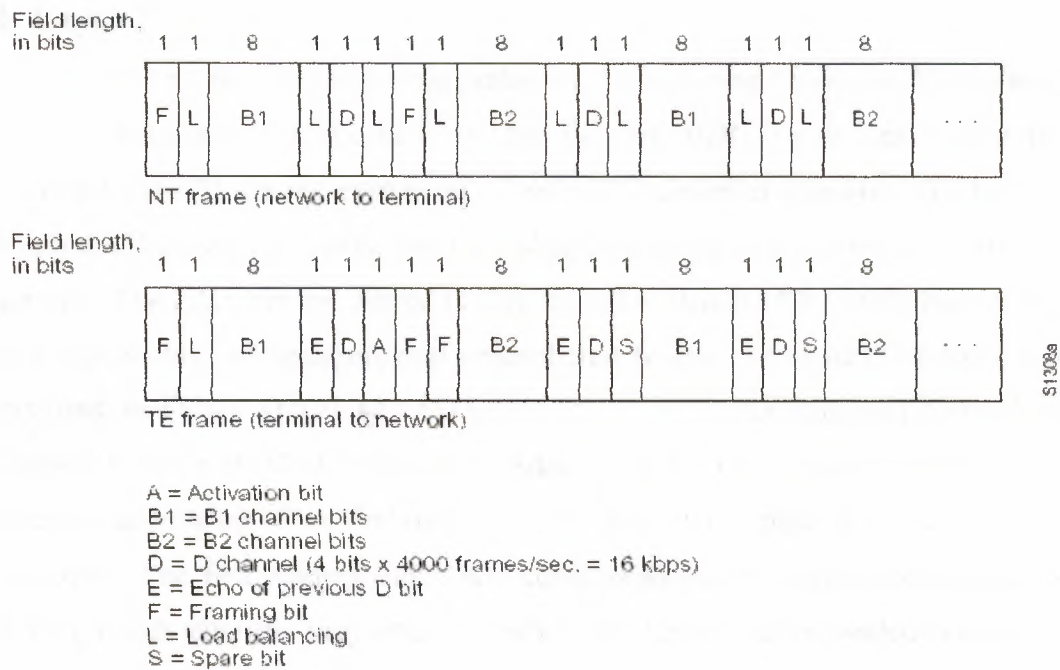 Field length,
in bits
1 1 8 1 1 1 1 1 8 1 1 1 8 1 1 1 8
F L B1 L D L F L B2 L D L B1 L D L B2 . . .
NT frame (network to terminal)
Field length,
in bits
1 1 8 1 1 1 1 1 8 1 1 1 8 1 1 1 8
F L B1 E D A F F B2 E D S B1 E D S B2 . . .
TE frame (terminal to network)
S1308a
A = Activation bit
B1 = B1 channel bits
B2 = B2 channel bits
D = D channel (4 bits x 4000 frames/sec. = 16 kbps)
E = Echo of previous D bit
F = Framing bit
L = Load balancing
S = Spare bit